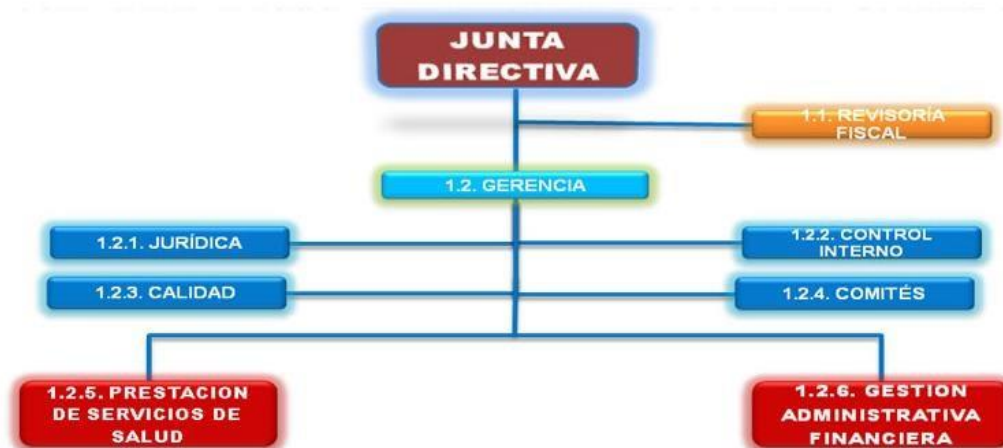 JUNTA
DIRECTIVA
1.1. REVISORÍA
FISCAL
1.2. GERENCIA
1.2.1. JURÍDICA
1.2.2. CONTROL
INTERNO
1.2.3. CALIDAD
1.2.4. COMITÉS
1.2.5. PRESTACION
DE SERVICIOS DE
SALUD
1.2.6. GESTION
ADMINISTRATIVA
FINANCIERA